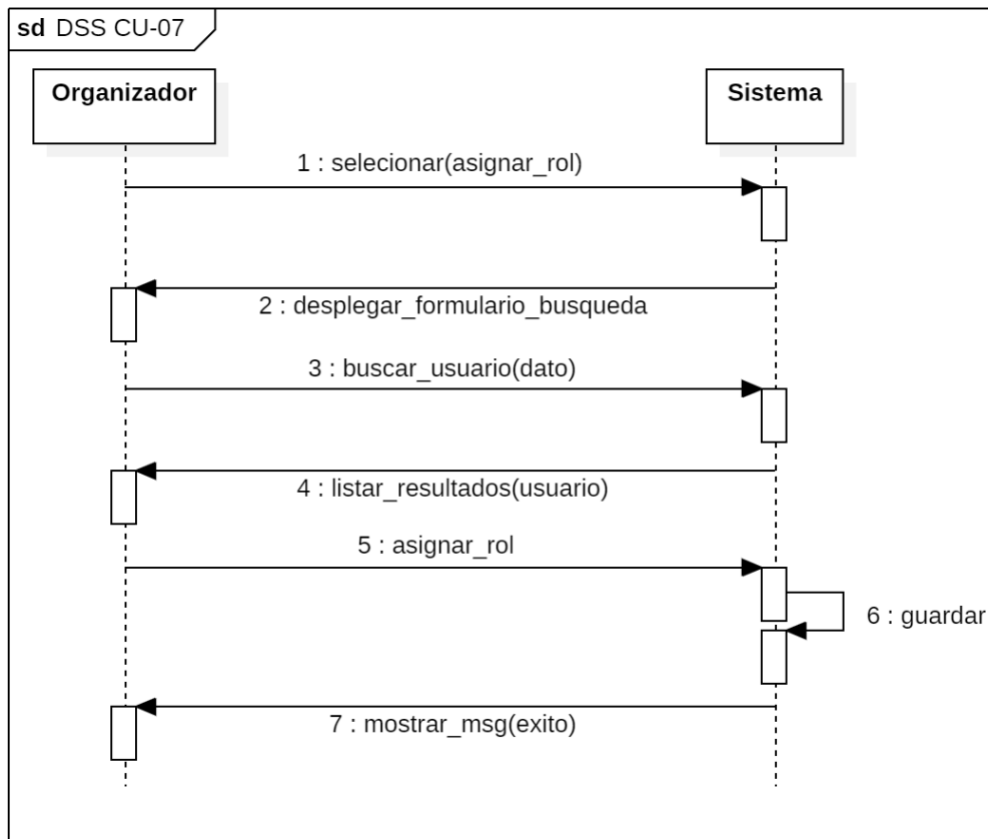 sd DSS CU-07
Organizador
Sistema
1 : selecionar(asignar_rol)
2 : desplegar_formulario_busqueda
3 : buscar_usuario(dato)
4 : listar_resultados(usuario)
5 : asignar_rol
6 : guardar
7 : mostrar_msg(exito)